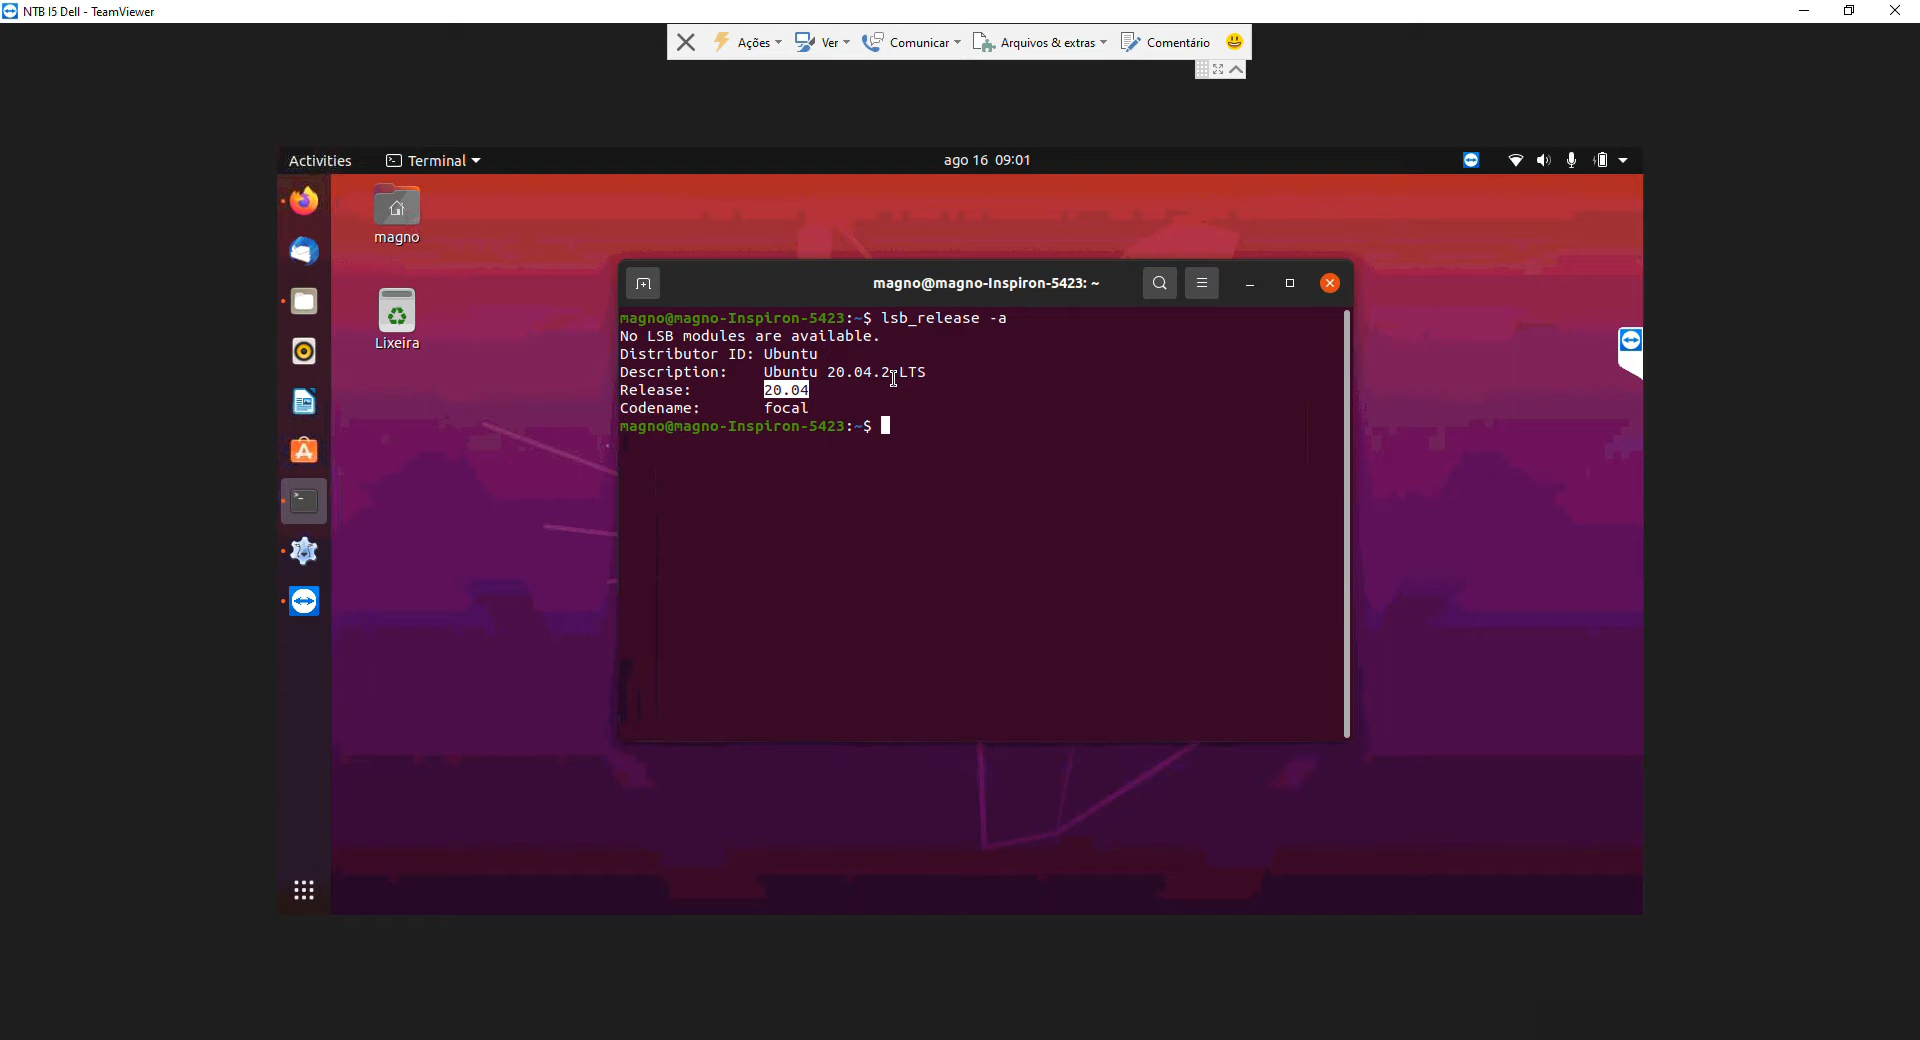 NTB I5 Dell - TeamViewer
Ações Ver Comunicar Arquivos & extras Comentário
Activities Terminal ago 16 09:01
magno
Lixeira
magno@magno-Inspiron-5423: ~
magno@magno-Inspiron-5423:~$ lsb_release -a
No LSB modules are available.
Distributor ID: Ubuntu
Description: Ubuntu 20.04.2 LTS
Release: 20.04
Codename: focal
magno@magno-Inspiron-5423:~$